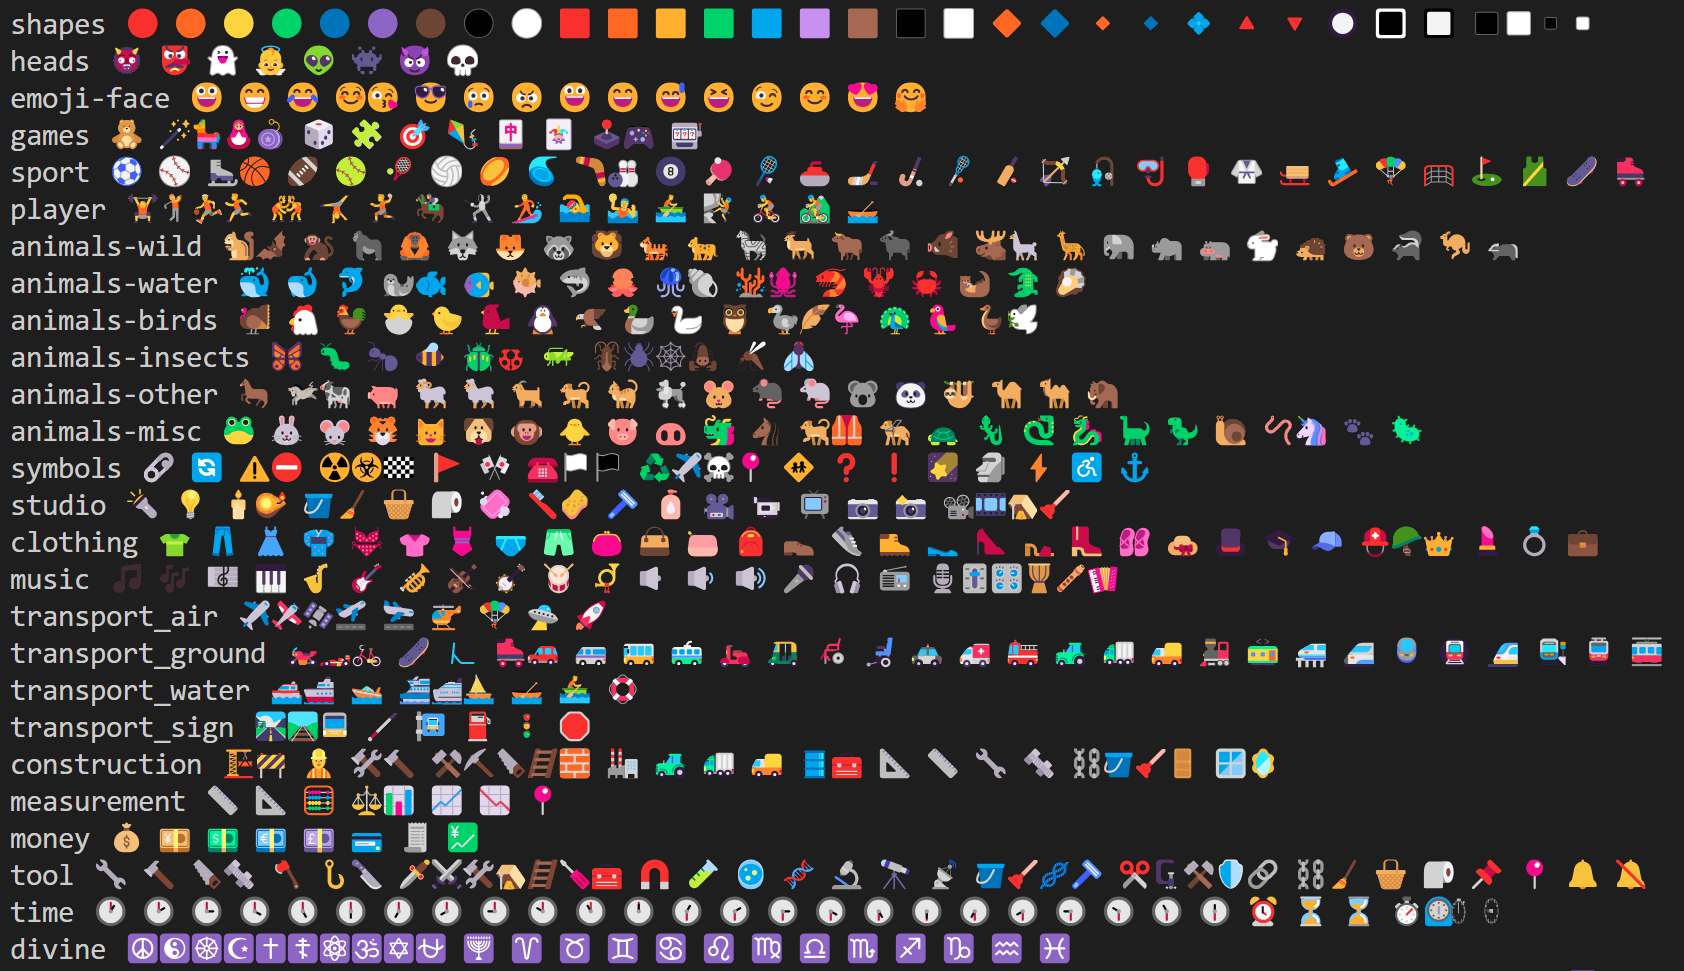 shapes
heads
emoji-face
games
sport
player
animals-wild
animals-water
animals-birds
animals-insects
animals-other
animals-misc
symbols
studio
clothing
music
transport_air
transport_ground
transport_water
transport_sign
construction
measurement
money
tool
time
divine